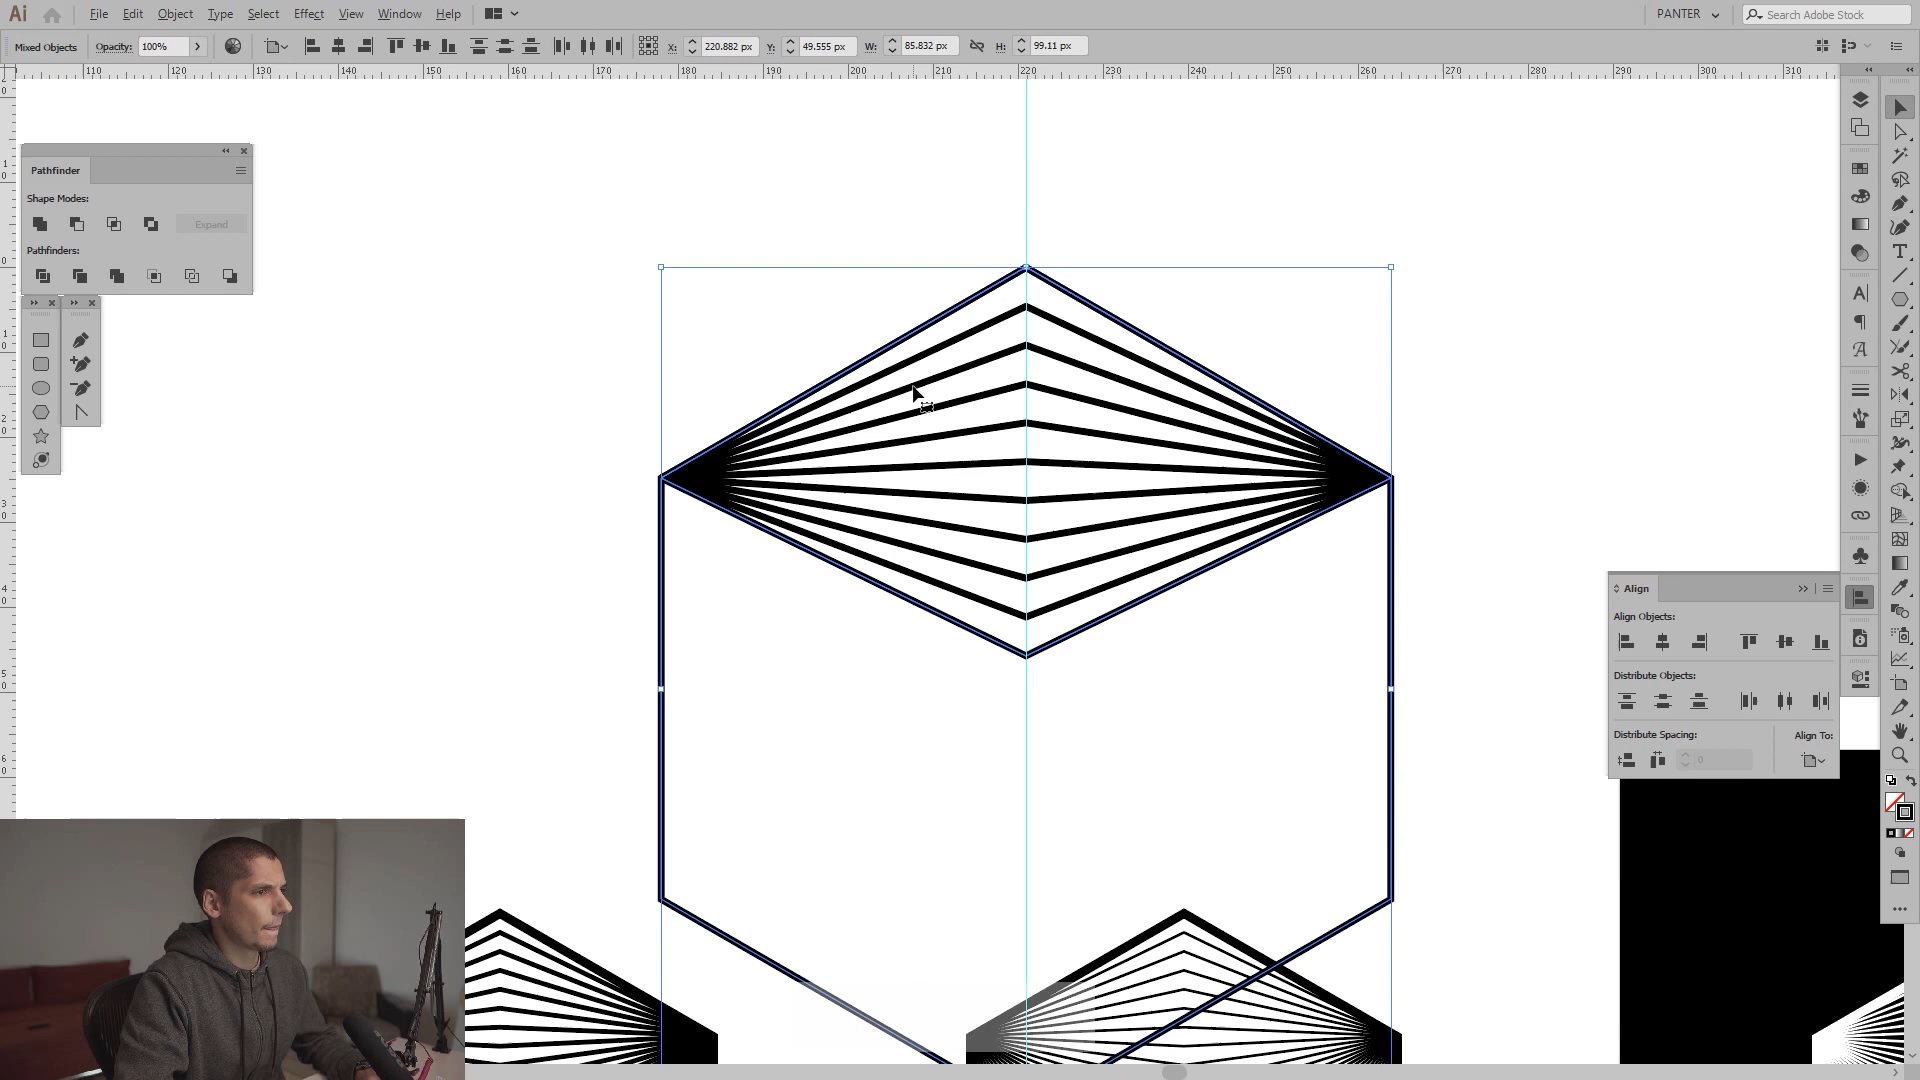 Ai File Edit Object Type Select Effect View Window Help PANTER Search Adobe Stock
Mixed Objects Opacity: 100% X: 220.882 px Y: 49.555 px W: 85.832 px H: 99.11 px
110 120 130 140 150 160 170 180 190 200 210 220 230 240 250 260 270 280 290 300 310
Pathfinder
Shape Modes:
Expand
Pathfinders:
Align
Align Objects:
Distribute Objects:
Distribute Spacing: Align To:
0